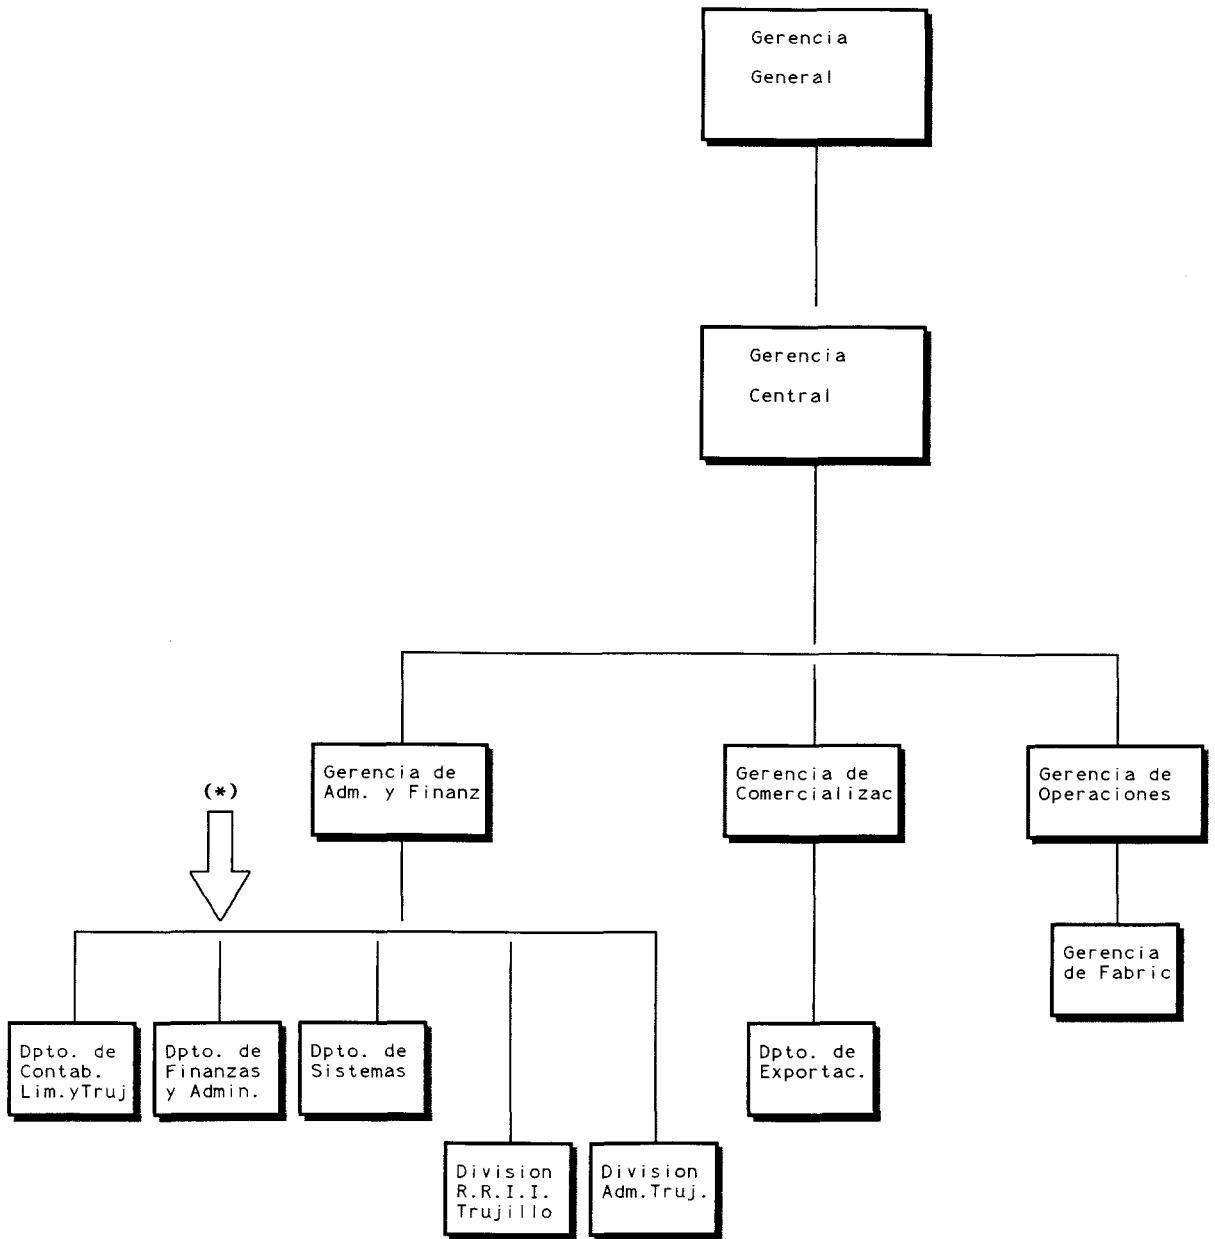 Gerencia
General
Gerencia
Central
Gerencia de
Adm. y Finanz
Gerencia de
Comercializac
Gerencia de
Operaciones
(*)
Gerencia
de Fabric
Dpto. de
Contab.
Lim.yTruj
Dpto. de
Finanzas
y Admin.
Dpto. de
Sistemas
Dpto. de
Exportac.
Division
R.R.I.I.
Trujillo
Division
Adm.Truj.